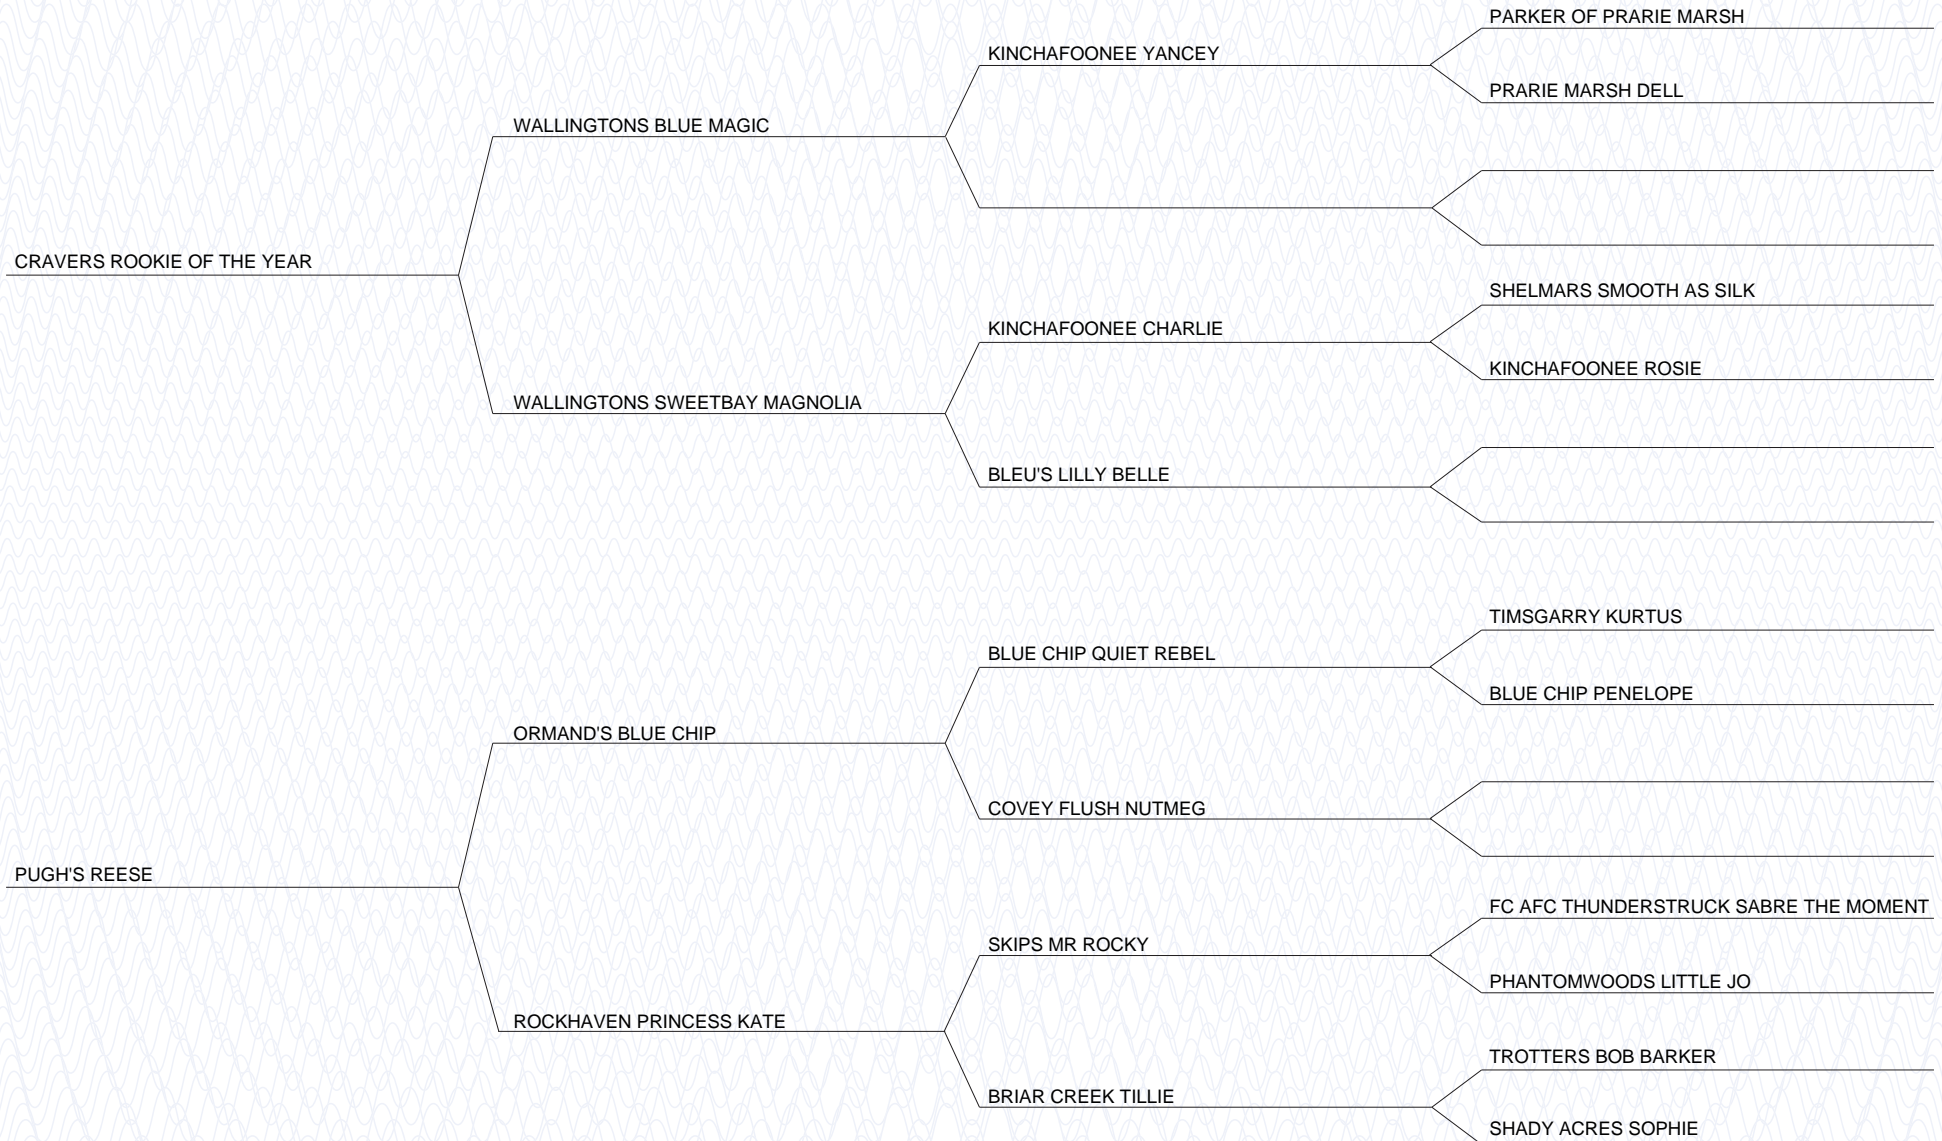 PARKER OF PRARIE MARSH
KINCHAFOONEE YANCEY
PRARIE MARSH DELL
WALLINGTONS BLUE MAGIC
CRAVERS ROOKIE OF THE YEAR
SHELMARS SMOOTH AS SILK
KINCHAFOONEE CHARLIE
KINCHAFOONEE ROSIE
WALLINGTONS SWEETBAY MAGNOLIA
BLEU'S LILLY BELLE
TIMSGARRY KURTUS
BLUE CHIP QUIET REBEL
BLUE CHIP PENELOPE
ORMAND'S BLUE CHIP
COVEY FLUSH NUTMEG
PUGH'S REESE
FC AFC THUNDERSTRUCK SABRE THE MOMENT
SKIPS MR ROCKY
PHANTOMWOODS LITTLE JO
ROCKHAVEN PRINCESS KATE
TROTTERS BOB BARKER
BRIAR CREEK TILLIE
SHADY ACRES SOPHIE